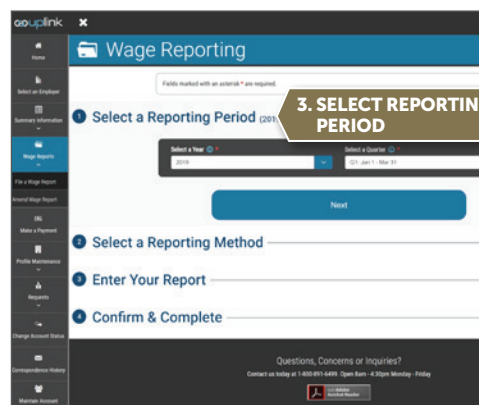 uplink
Home
Select an Employer
Summary Information
Wage Reports
File a Wage Report
Amend Wage Report
Make a Payment
Profile Maintenance
Requests
Change Account Status
Correspondence History
Maintain Account
Wage Reporting
Fields marked with an asterisk * are required.
1 Select a Reporting Period (201
3. SELECT REPORTIN
PERIOD
Select a Year *
Select a Quarter *
2019
Q1: Jan 1 - Mar 31
Next
2 Select a Reporting Method
3 Enter Your Report
4 Confirm & Complete
Questions, Concerns or Inquiries?
Contact us today at 1-800-891-6499. Open 8am - 4:30pm Monday - Friday
Adobe
Acrobat Reader